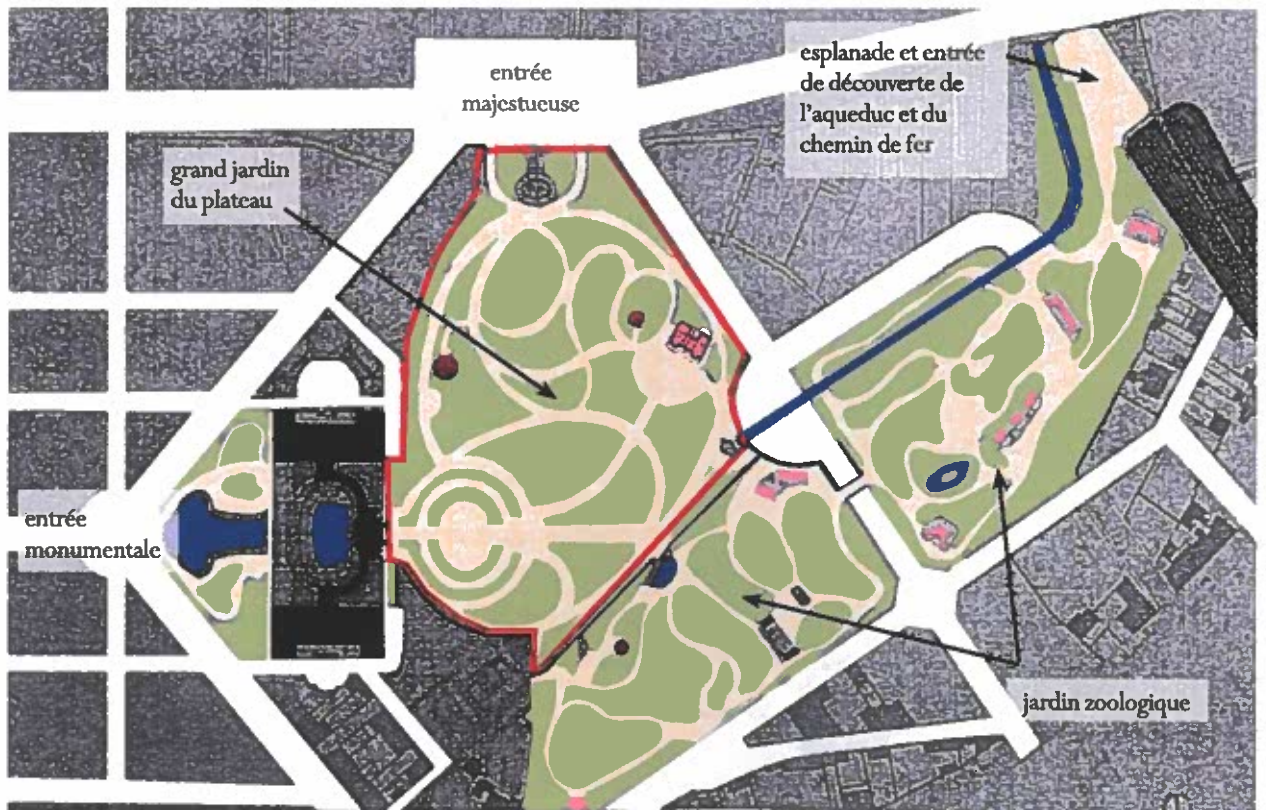 entrée
majestueuse
esplanade et entrée
de découverte de
l'aqueduc et du
chemin de fer
grand jardin
du plateau
entrée
monumentale
jardin zoologique